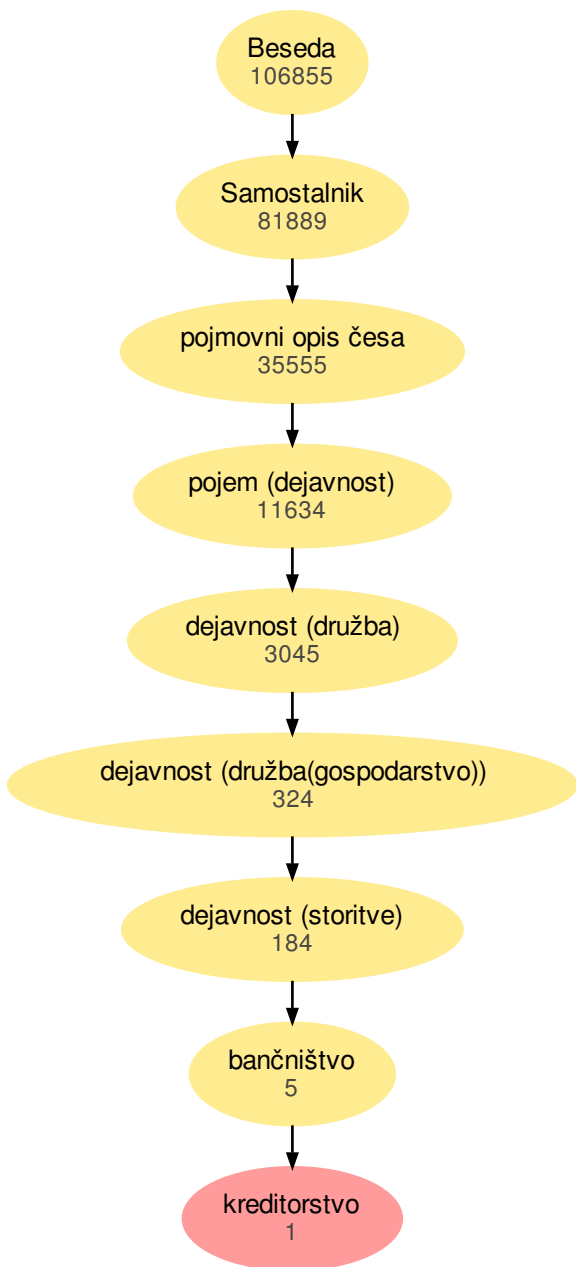 Beseda
106855
Samostalnik
81889
pojmovni opis česa
35555
pojem (dejavnost)
11634
dejavnost (družba)
3045
dejavnost (družba(gospodarstvo))
324
dejavnost (storitve)
184
bančništvo
5
kreditorstvo
1